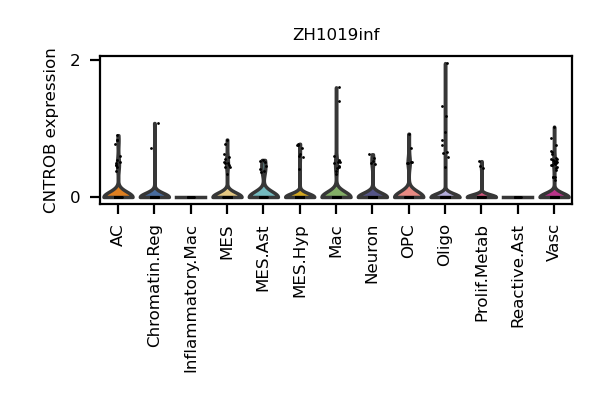 ZH1019inf
CNTROB expression
2
0
AC
Chromatin.Reg
Inflammatory.Mac
MES
MES.Ast
MES.Hyp
Mac
Neuron
OPC
Oligo
Prolif.Metab
Reactive.Ast
Vasc